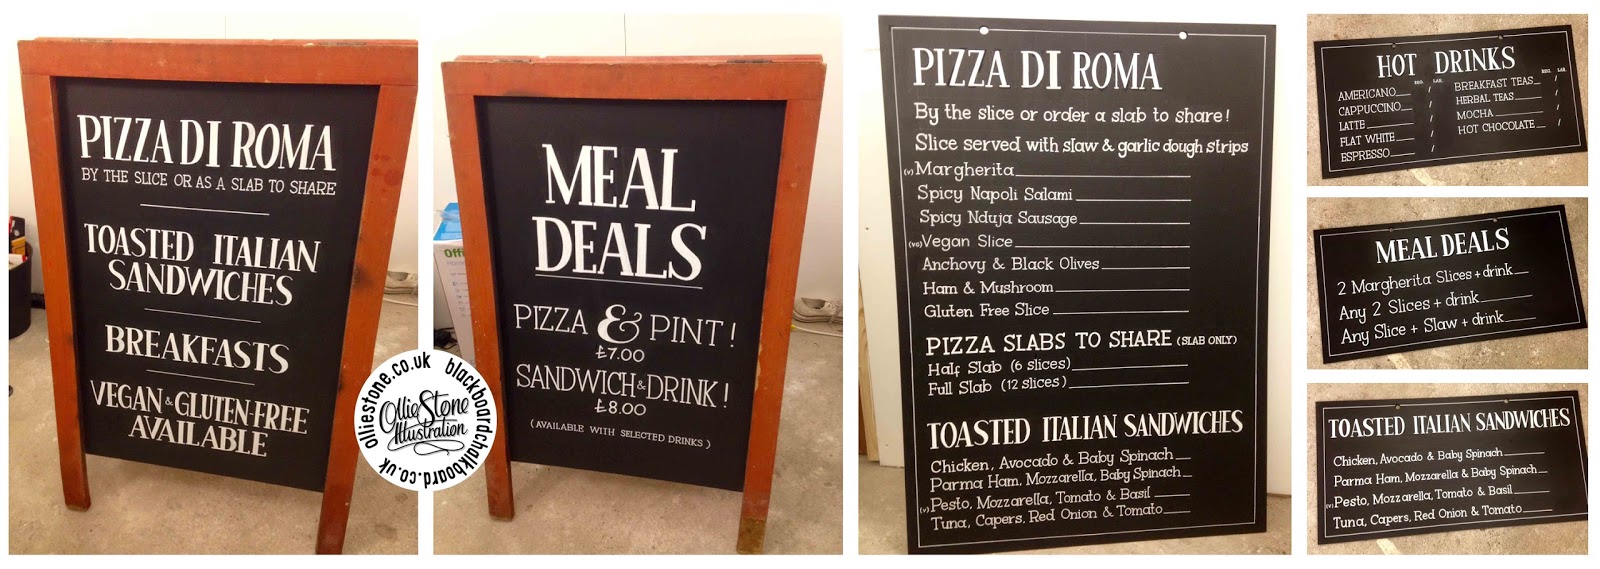 PIZZA DI ROMA
BY THE SLICE OR AS A SLAB TO SHARE
TOASTED ITALIAN
SANDWICHES
BREAKFASTS
VEGAN & GLUTEN-FREE
AVAILABLE
MEAL
DEALS
PIZZA & PINT!
£7.00
SANDWICH & DRINK!
£8.00
(AVAILABLE WITH SELECTED DRINKS)
olliestone.co.uk
blackboardchalkboard.co.uk
Ollie Stone
Illustration
PIZZA DI ROMA
By the slice or order a slab to share!
Slice served with slaw & garlic dough strips
(v) Margherita
Spicy Napoli Salami
Spicy Nduja Sausage
(vg) Vegan Slice
Anchovy & Black Olives
Ham & Mushroom
Gluten Free Slice
PIZZA SLABS TO SHARE (SLAB ONLY)
Half Slab (6 slices)
Full Slab (12 slices)
TOASTED ITALIAN SANDWICHES
Chicken, Avocado & Baby Spinach
Parma Ham, Mozzarella, Baby Spinach
(v) Pesto, Mozzarella, Tomato & Basil
Tuna, Capers, Red Onion & Tomato
HOT DRINKS
REG. LAR. REG. LAR.
AMERICANO / BREAKFAST TEAS /
CAPPUCCINO / HERBAL TEAS /
LATTE / MOCHA /
FLAT WHITE / HOT CHOCOLATE /
ESPRESSO /
MEAL DEALS
2 Margherita Slices + drink
Any 2 Slices + drink
Any Slice + Slaw + drink
TOASTED ITALIAN SANDWICHES
Chicken, Avocado & Baby Spinach
Parma Ham, Mozzarella & Baby Spinach
(v) Pesto, Mozzarella, Tomato & Basil
Tuna, Capers, Red Onion & Tomato